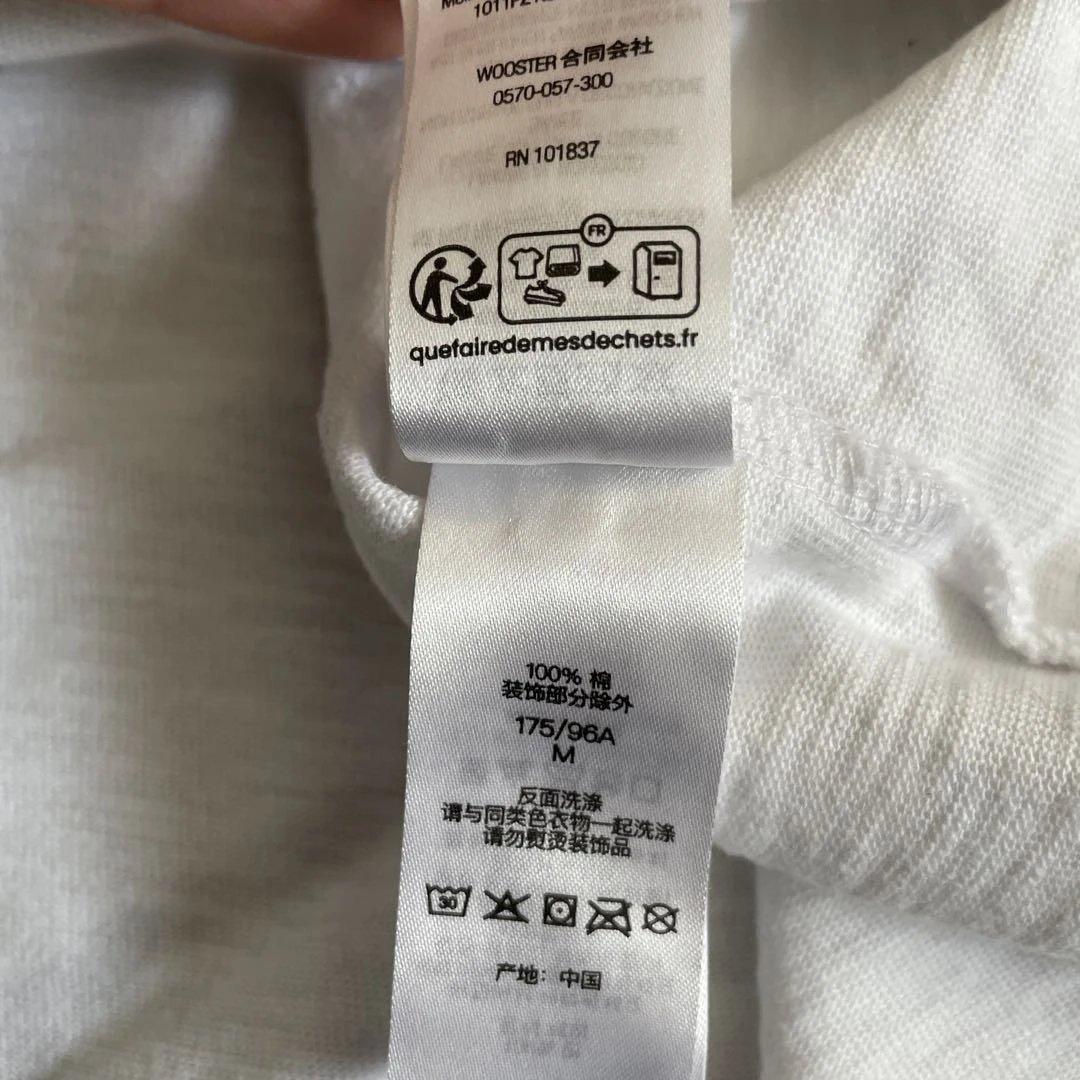 WOOSTER 合同会社
0570-057-300
RN 101837
FR
quefairedemesdechets.fr
100% 棉
装饰部分除外
175/96A
M
反面洗涤
请与同类色衣物一起洗涤
请勿熨烫装饰品
30
产地：中国